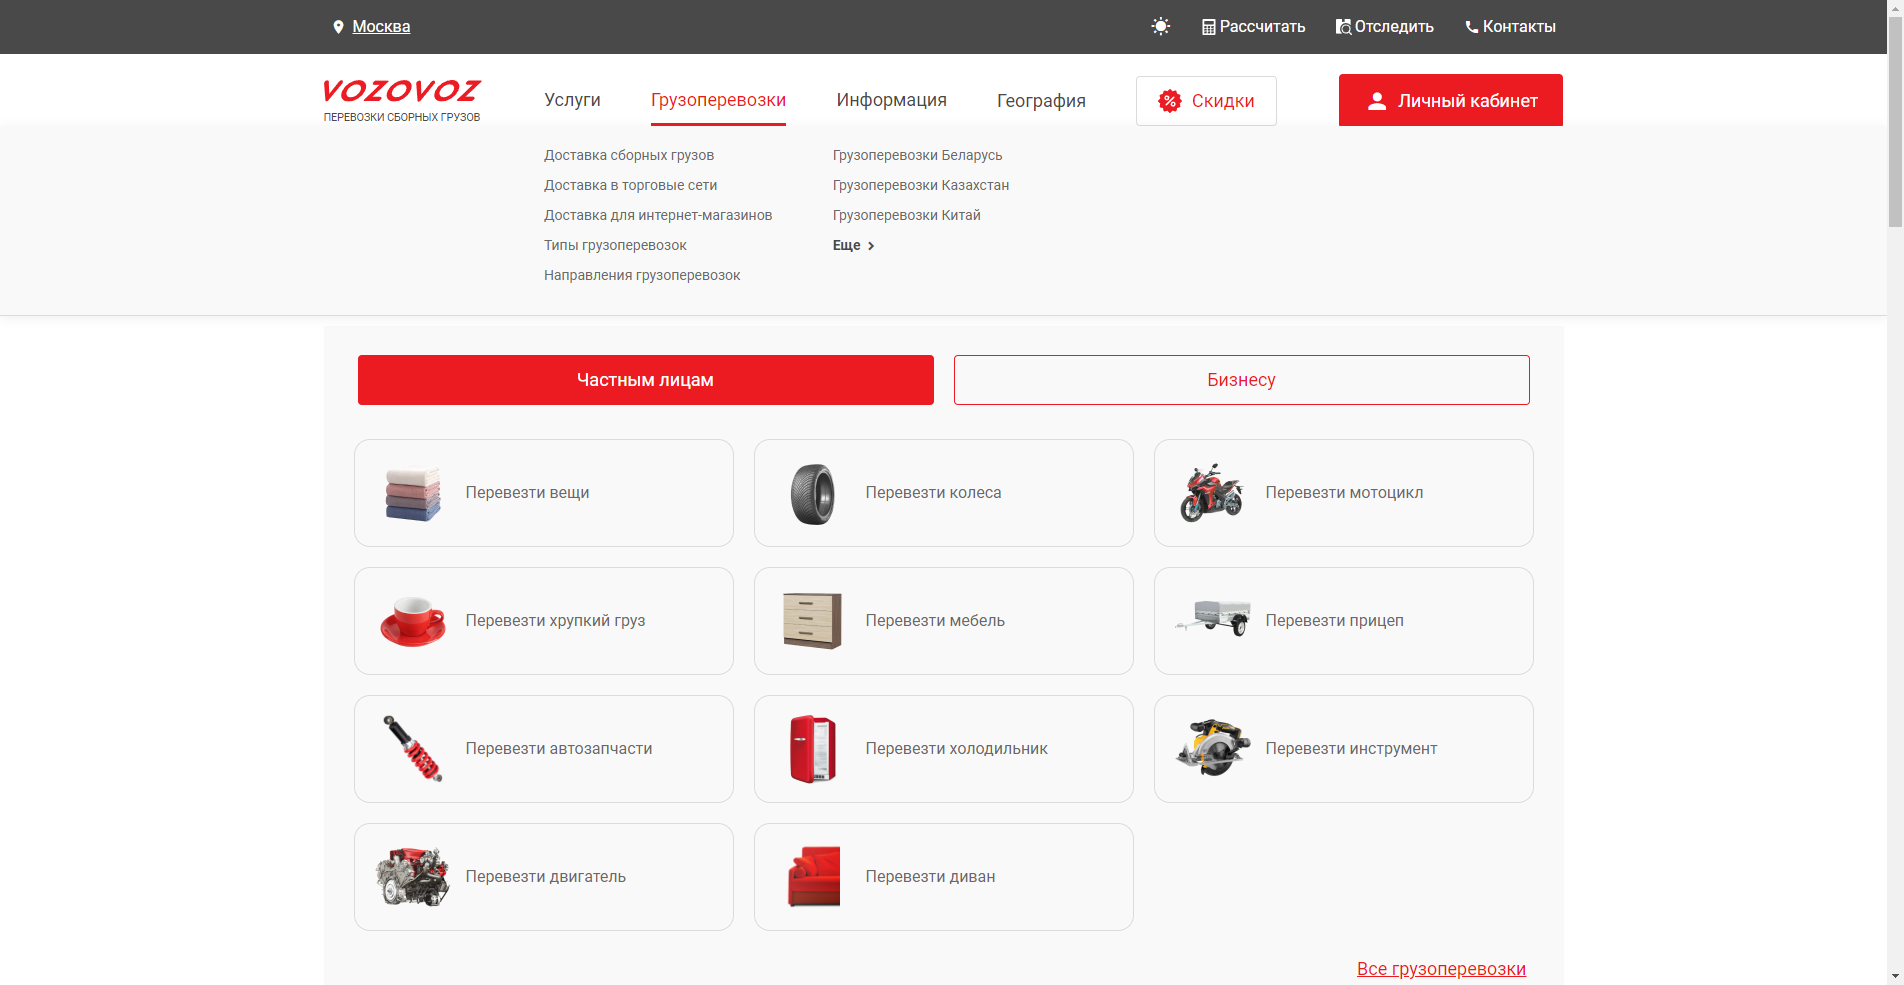 Москва
Рассчитать
Отследить
Контакты
VOZOVOZ
ПЕРЕВОЗКИ СБОРНЫХ ГРУЗОВ
Услуги
Грузоперевозки
Информация
География
Скидки
Личный кабинет
Доставка сборных грузов
Доставка в торговые сети
Доставка для интернет-магазинов
Типы грузоперевозок
Направления грузоперевозок
Грузоперевозки Беларусь
Грузоперевозки Казахстан
Грузоперевозки Китай
Еще
Частным лицам
Бизнесу
Перевезти вещи
Перевезти колеса
Перевезти мотоцикл
Перевезти хрупкий груз
Перевезти мебель
Перевезти прицеп
Перевезти автозапчасти
Перевезти холодильник
Перевезти инструмент
Перевезти двигатель
Перевезти диван
Все грузоперевозки